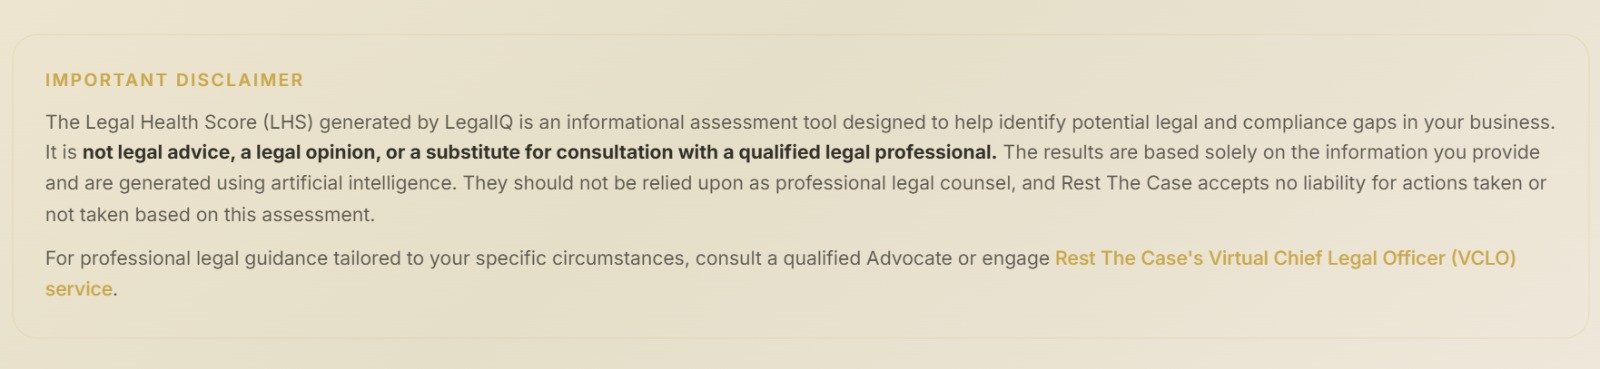 IMPORTANT DISCLAIMER
The Legal Health Score (LHS) generated by LegalIQ is an informational assessment tool designed to help identify potential legal and compliance gaps in your business.
It is not legal advice, a legal opinion, or a substitute for consultation with a qualified legal professional. The results are based solely on the information you provide
and are generated using artificial intelligence. They should not be relied upon as professional legal counsel, and Rest The Case accepts no liability for actions taken or
not taken based on this assessment.
For professional legal guidance tailored to your specific circumstances, consult a qualified Advocate or engage Rest The Case's Virtual Chief Legal Officer (VCLO)
service.